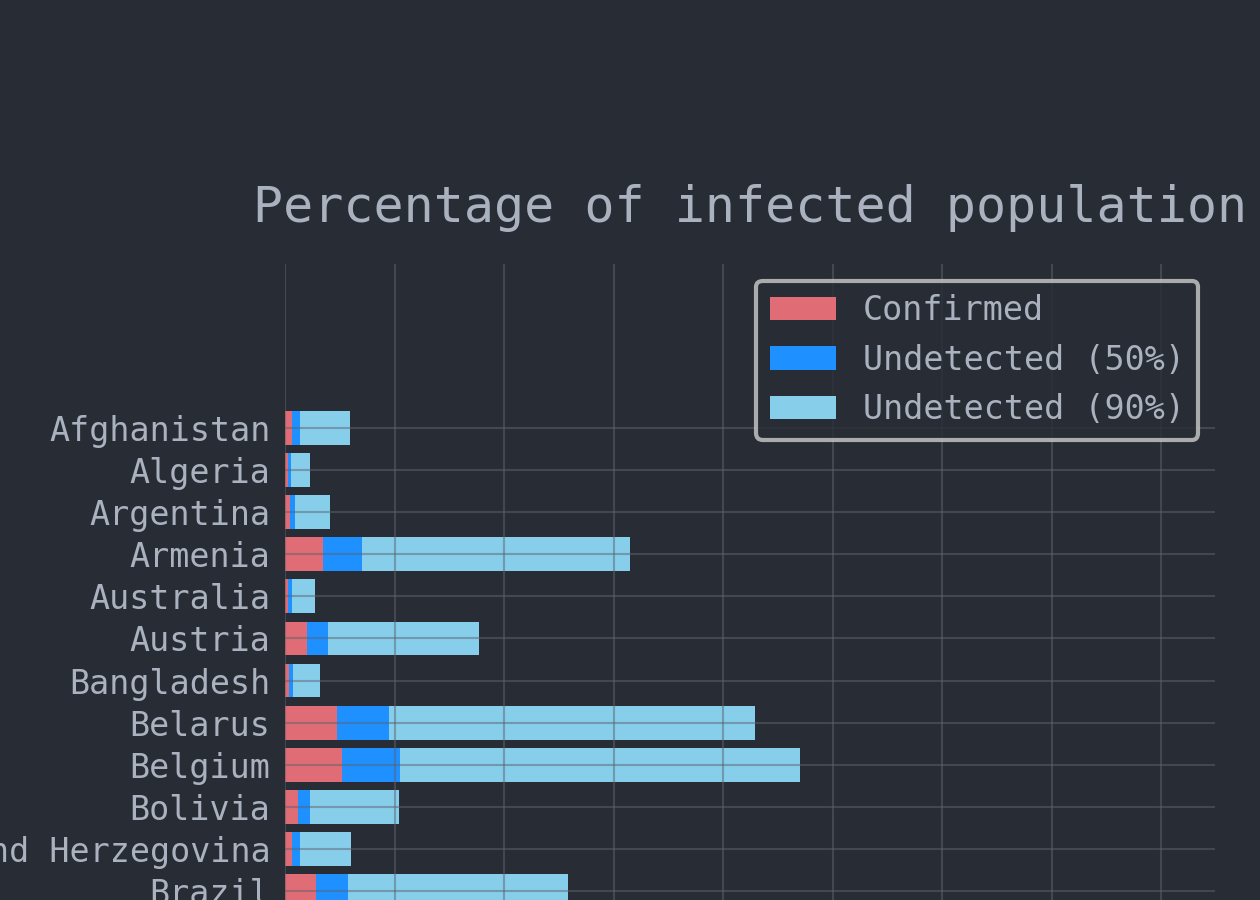 Percentage of infected population
Confirmed
Undetected (50%)
Undetected (90%)
Afghanistan
Algeria
Argentina
Armenia
Australia
Austria
Bangladesh
Belarus
Belgium
Bolivia
nd Herzegovina
Brazil